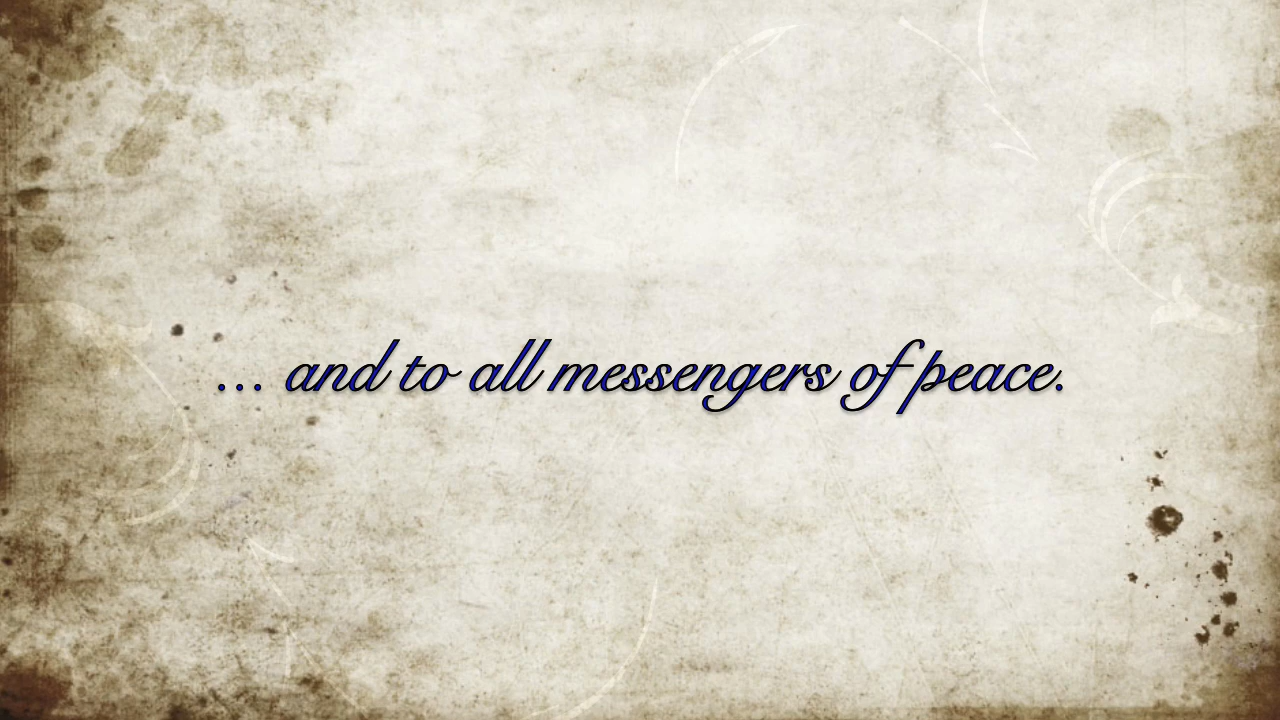 ... and to all messengers of peace.